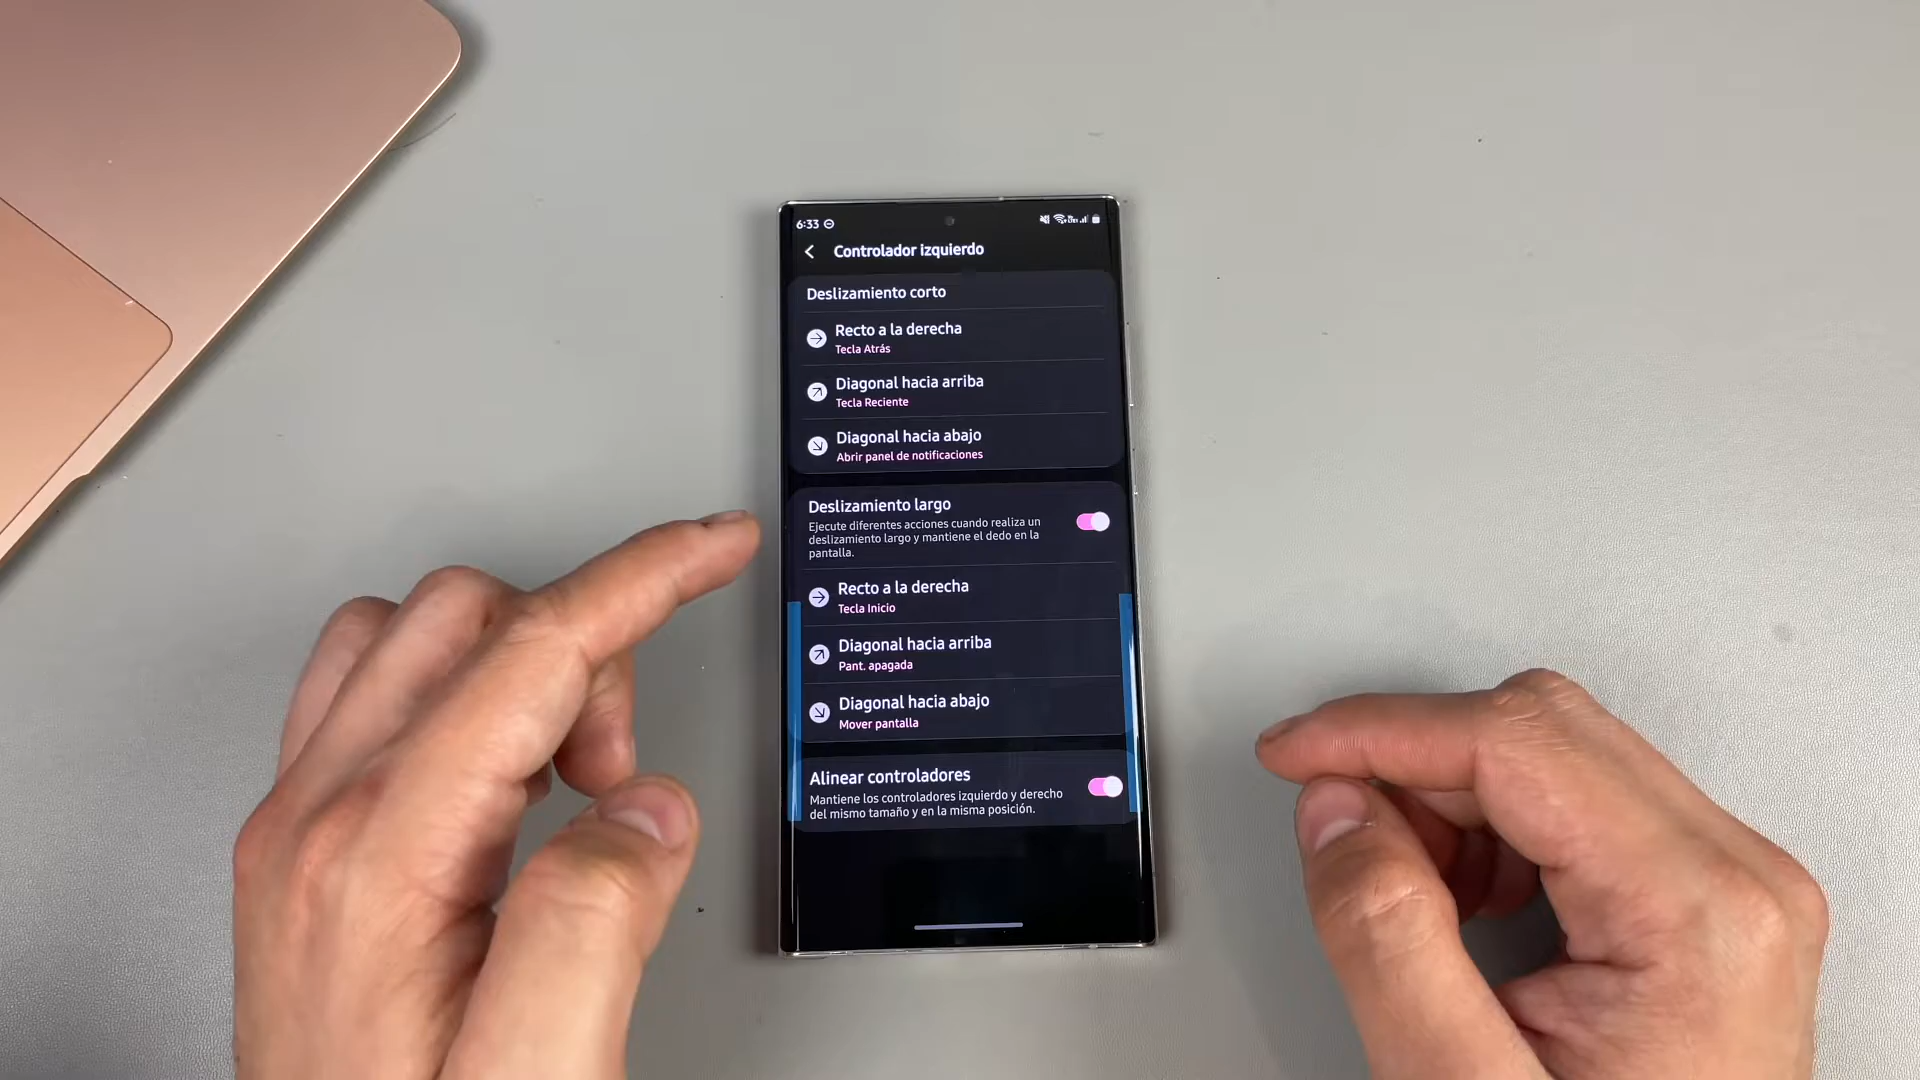 6:33
Controlador izquierdo
Deslizamiento corto
Recto a la derecha
Tecla Atrás
Diagonal hacia arriba
Tecla Reciente
Diagonal hacia abajo
Abrir panel de notificaciones
Deslizamiento largo
Ejecute diferentes acciones cuando realiza un
deslizamiento largo y mantiene el dedo en la
pantalla.
Recto a la derecha
Tecla Inicio
Diagonal hacia arriba
Pant. apagada
Diagonal hacia abajo
Mover pantalla
Alinear controladores
Mantiene los controladores izquierdo y derecho
del mismo tamaño y en la misma posición.